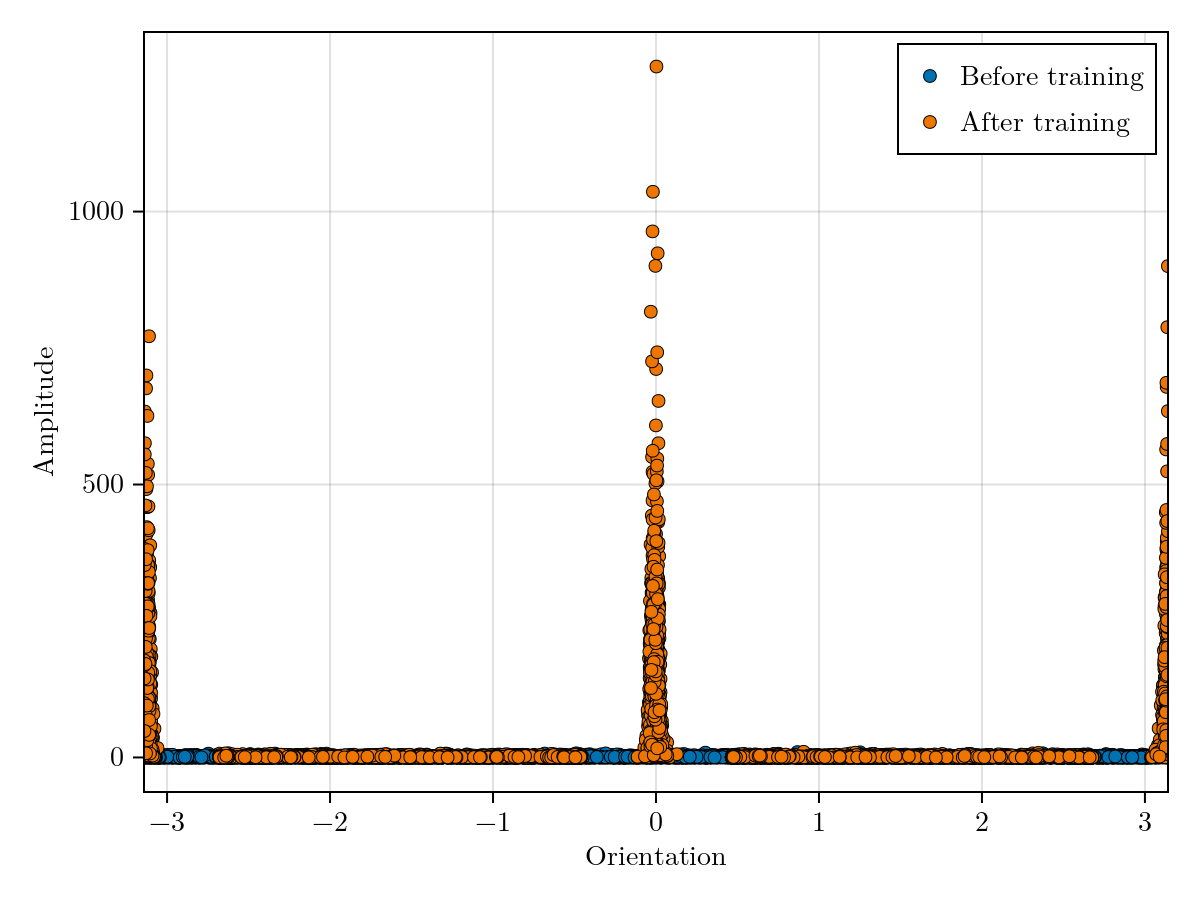 Before training
After training
1000
500
0
Amplitude
−3 −2 −1 0 1 2 3
Orientation